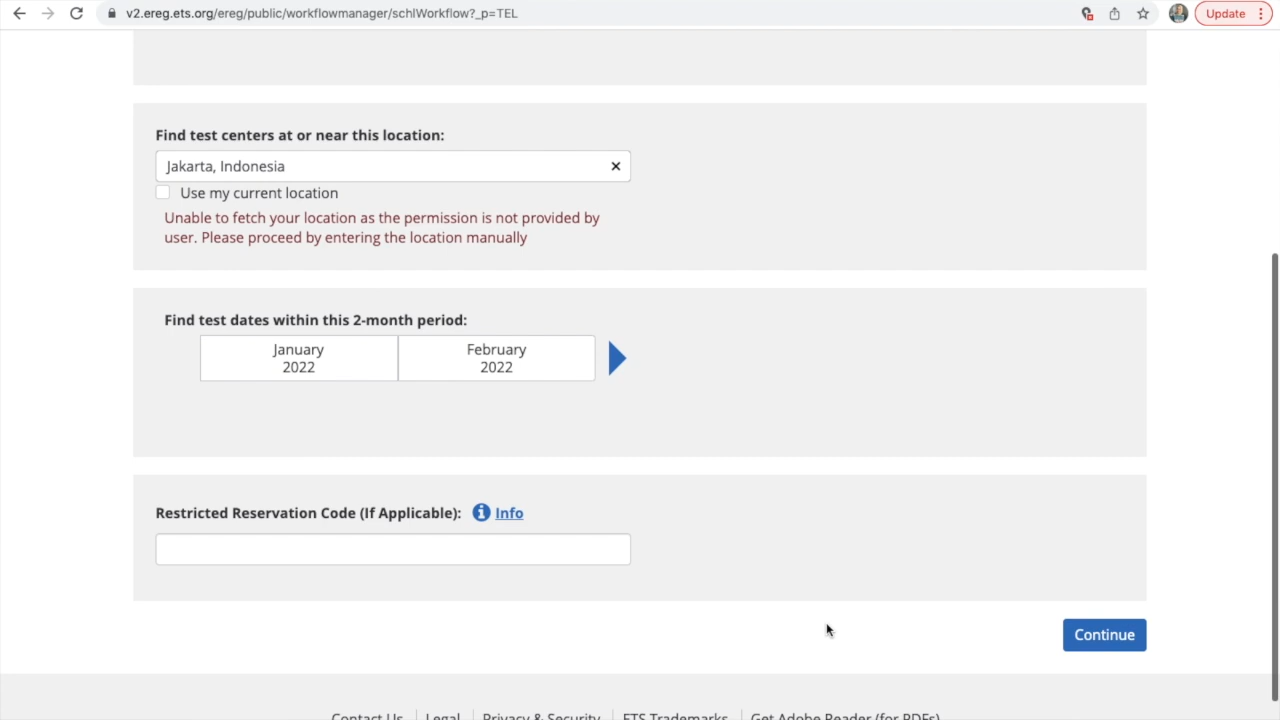 v2.ereg.ets.org/ereg/public/workflowmanager/schlWorkflow?_p=TEL
Update
Find test centers at or near this location:
Jakarta, Indonesia
Use my current location
Unable to fetch your location as the permission is not provided by
user. Please proceed by entering the location manually
Find test dates within this 2-month period:
January
2022
February
2022
Restricted Reservation Code (If Applicable): Info
Continue
Contact Us | Legal | Privacy & Security | ETS Trademarks | Get Adobe Reader (for PDFs)